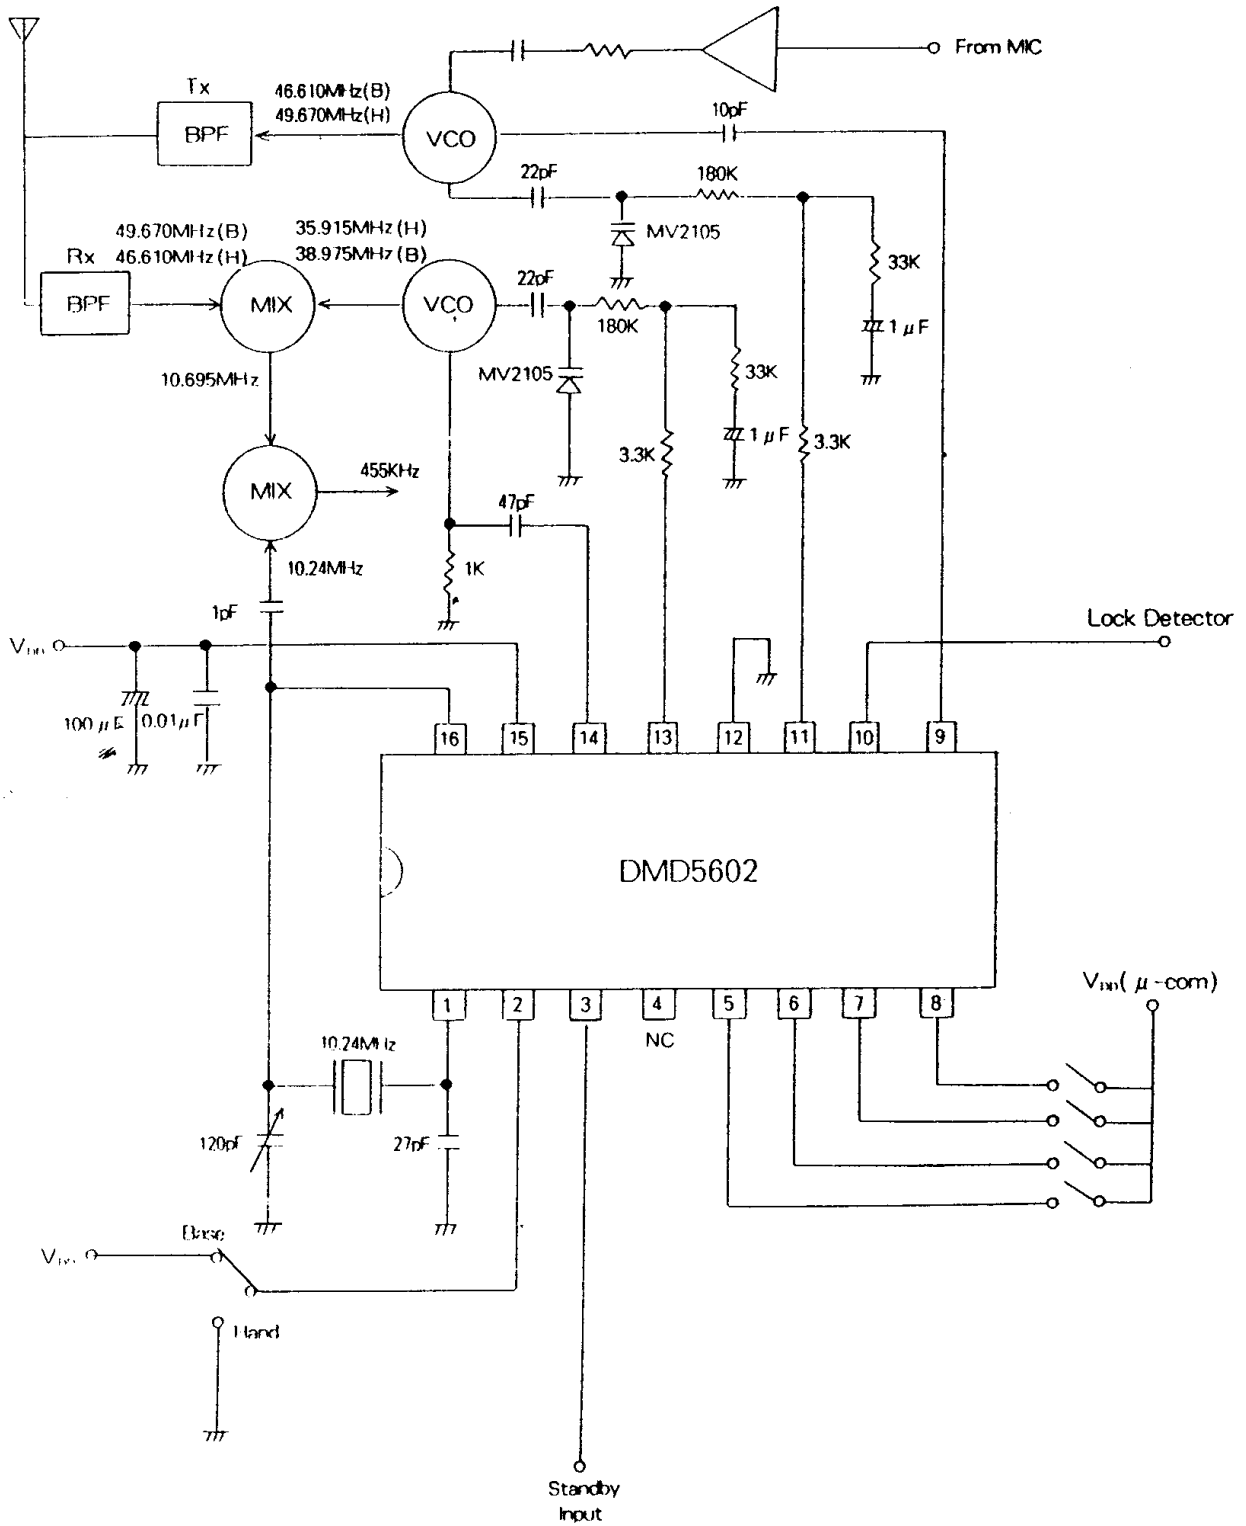 From MIC
Tx
46.610MHz(B)
49.670MHz(H)
BPF
VCO
10pF
22pF
180K
MV2105
33K
1μF
49.670MHz(B)
46.610MHz(H)
35.915MHz(H)
38.975MHz(B)
Rx
BPF
MIX
VCO
22pF
180K
MV2105
33K
1μF
3.3K
3.3K
10.695MHz
MIX
455KHz
47pF
10.24MHz
1K
1pF
Lock Detector
VDD
100μF
0.01μF
16
15
14
13
12
11
10
9
DMD5602
1
2
3
4
5
6
7
8
NC
VDD(μ-com)
10.24MHz
120pF
27pF
Base
VDD
Hand
Standby
Input